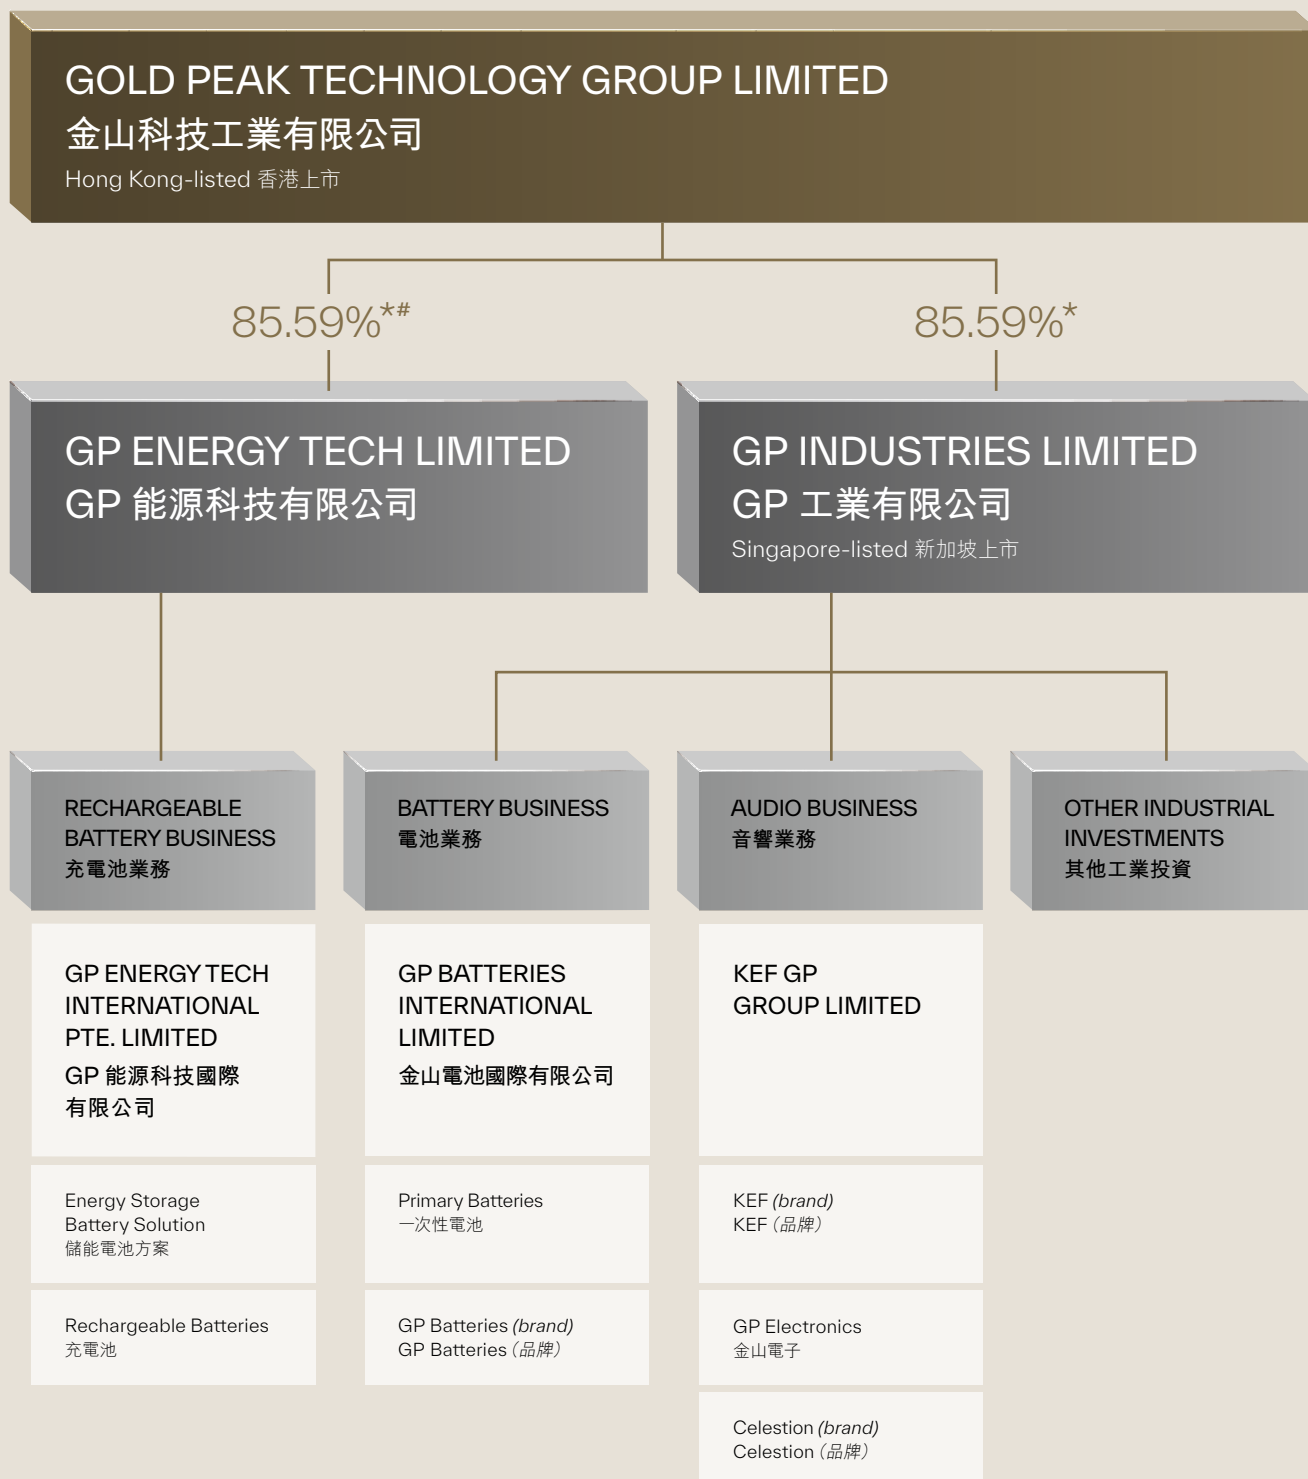 GOLD PEAK TECHNOLOGY GROUP LIMITED
金山科技工業有限公司
Hong Kong-listed 香港上市
85.59%*#
85.59%*
GP ENERGY TECH LIMITED
GP 能源科技有限公司
GP INDUSTRIES LIMITED
GP 工業有限公司
Singapore-listed 新加坡上市
RECHARGEABLE
BATTERY BUSINESS
充電池業務
BATTERY BUSINESS
電池業務
AUDIO BUSINESS
音響業務
OTHER INDUSTRIAL
INVESTMENTS
其他工業投資
GP ENERGY TECH
INTERNATIONAL
PTE. LIMITED
GP 能源科技國際
有限公司
GP BATTERIES
INTERNATIONAL
LIMITED
金山電池國際有限公司
KEF GP
GROUP LIMITED
Energy Storage
Battery Solution
儲能電池方案
Primary Batteries
一次性電池
KEF (brand)
KEF（品牌）
Rechargeable Batteries
充電池
GP Batteries (brand)
GP Batteries（品牌）
GP Electronics
金山電子
Celestion (brand)
Celestion（品牌）